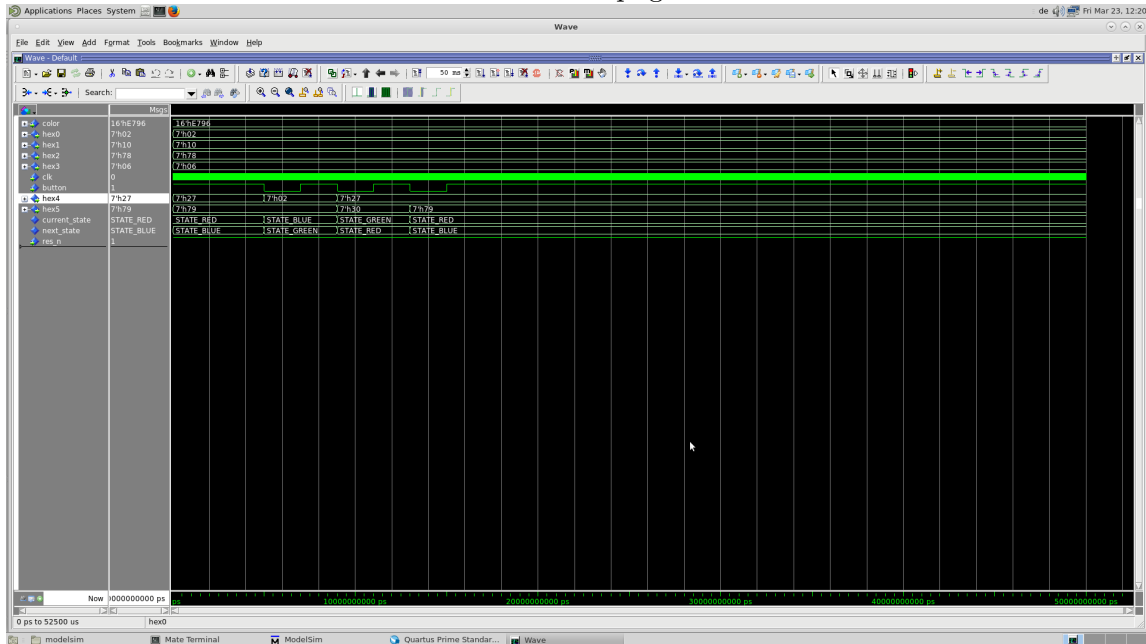 Applications Places System de Fri Mar 23, 12:20
Wave
File Edit View Add Format Tools Bookmarks Window Help
Wave - Default
50 ms
Search:
Msgs
color 16'hE796 16'hE796
hex0 7'h02 7'h02
hex1 7'h10 7'h10
hex2 7'h78 7'h78
hex3 7'h06 7'h06
clk 0
button 1
hex4 7'h27 7'h27 7'h02 7'h27
hex5 7'h79 7'h79 7'h30 7'h79
current_state STATE_RED STATE_RED STATE_BLUE STATE_GREEN STATE_RED
next_state STATE_BLUE STATE_BLUE STATE_GREEN STATE_RED STATE_BLUE
res_n 1
Now 000000000 ps ps 10000000000 ps 20000000000 ps 30000000000 ps 40000000000 ps 50000000000 ps
0 ps to 52500 us hex0
modelsim Mate Terminal ModelSim Quartus Prime Standar... Wave